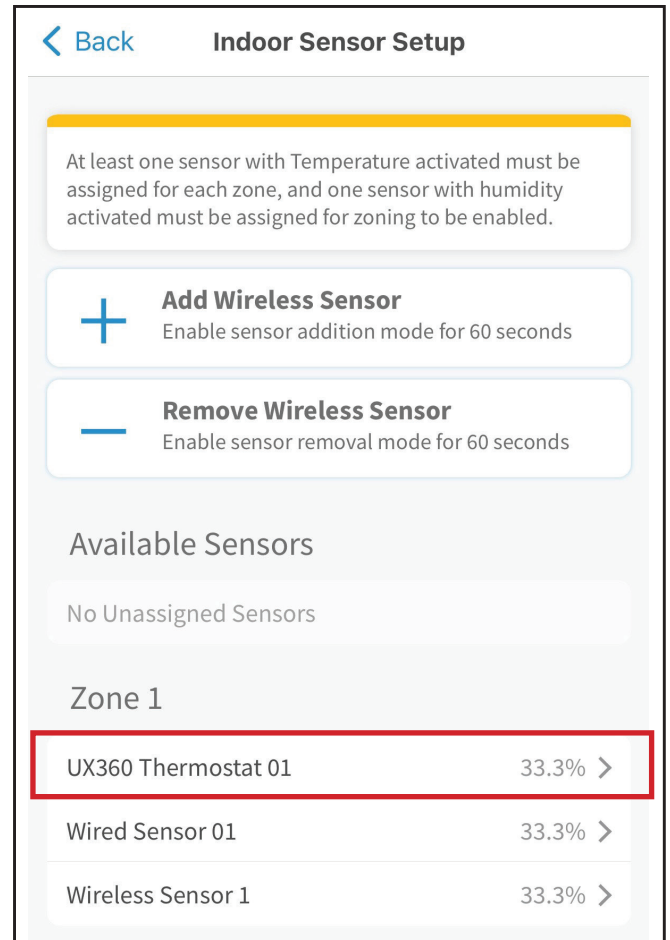 Back
Indoor Sensor Setup
At least one sensor with Temperature activated must be
assigned for each zone, and one sensor with humidity
activated must be assigned for zoning to be enabled.
Add Wireless Sensor
Enable sensor addition mode for 60 seconds
Remove Wireless Sensor
Enable sensor removal mode for 60 seconds
Available Sensors
No Unassigned Sensors
Zone 1
UX360 Thermostat 01 33.3%
Wired Sensor 01 33.3%
Wireless Sensor 1 33.3%